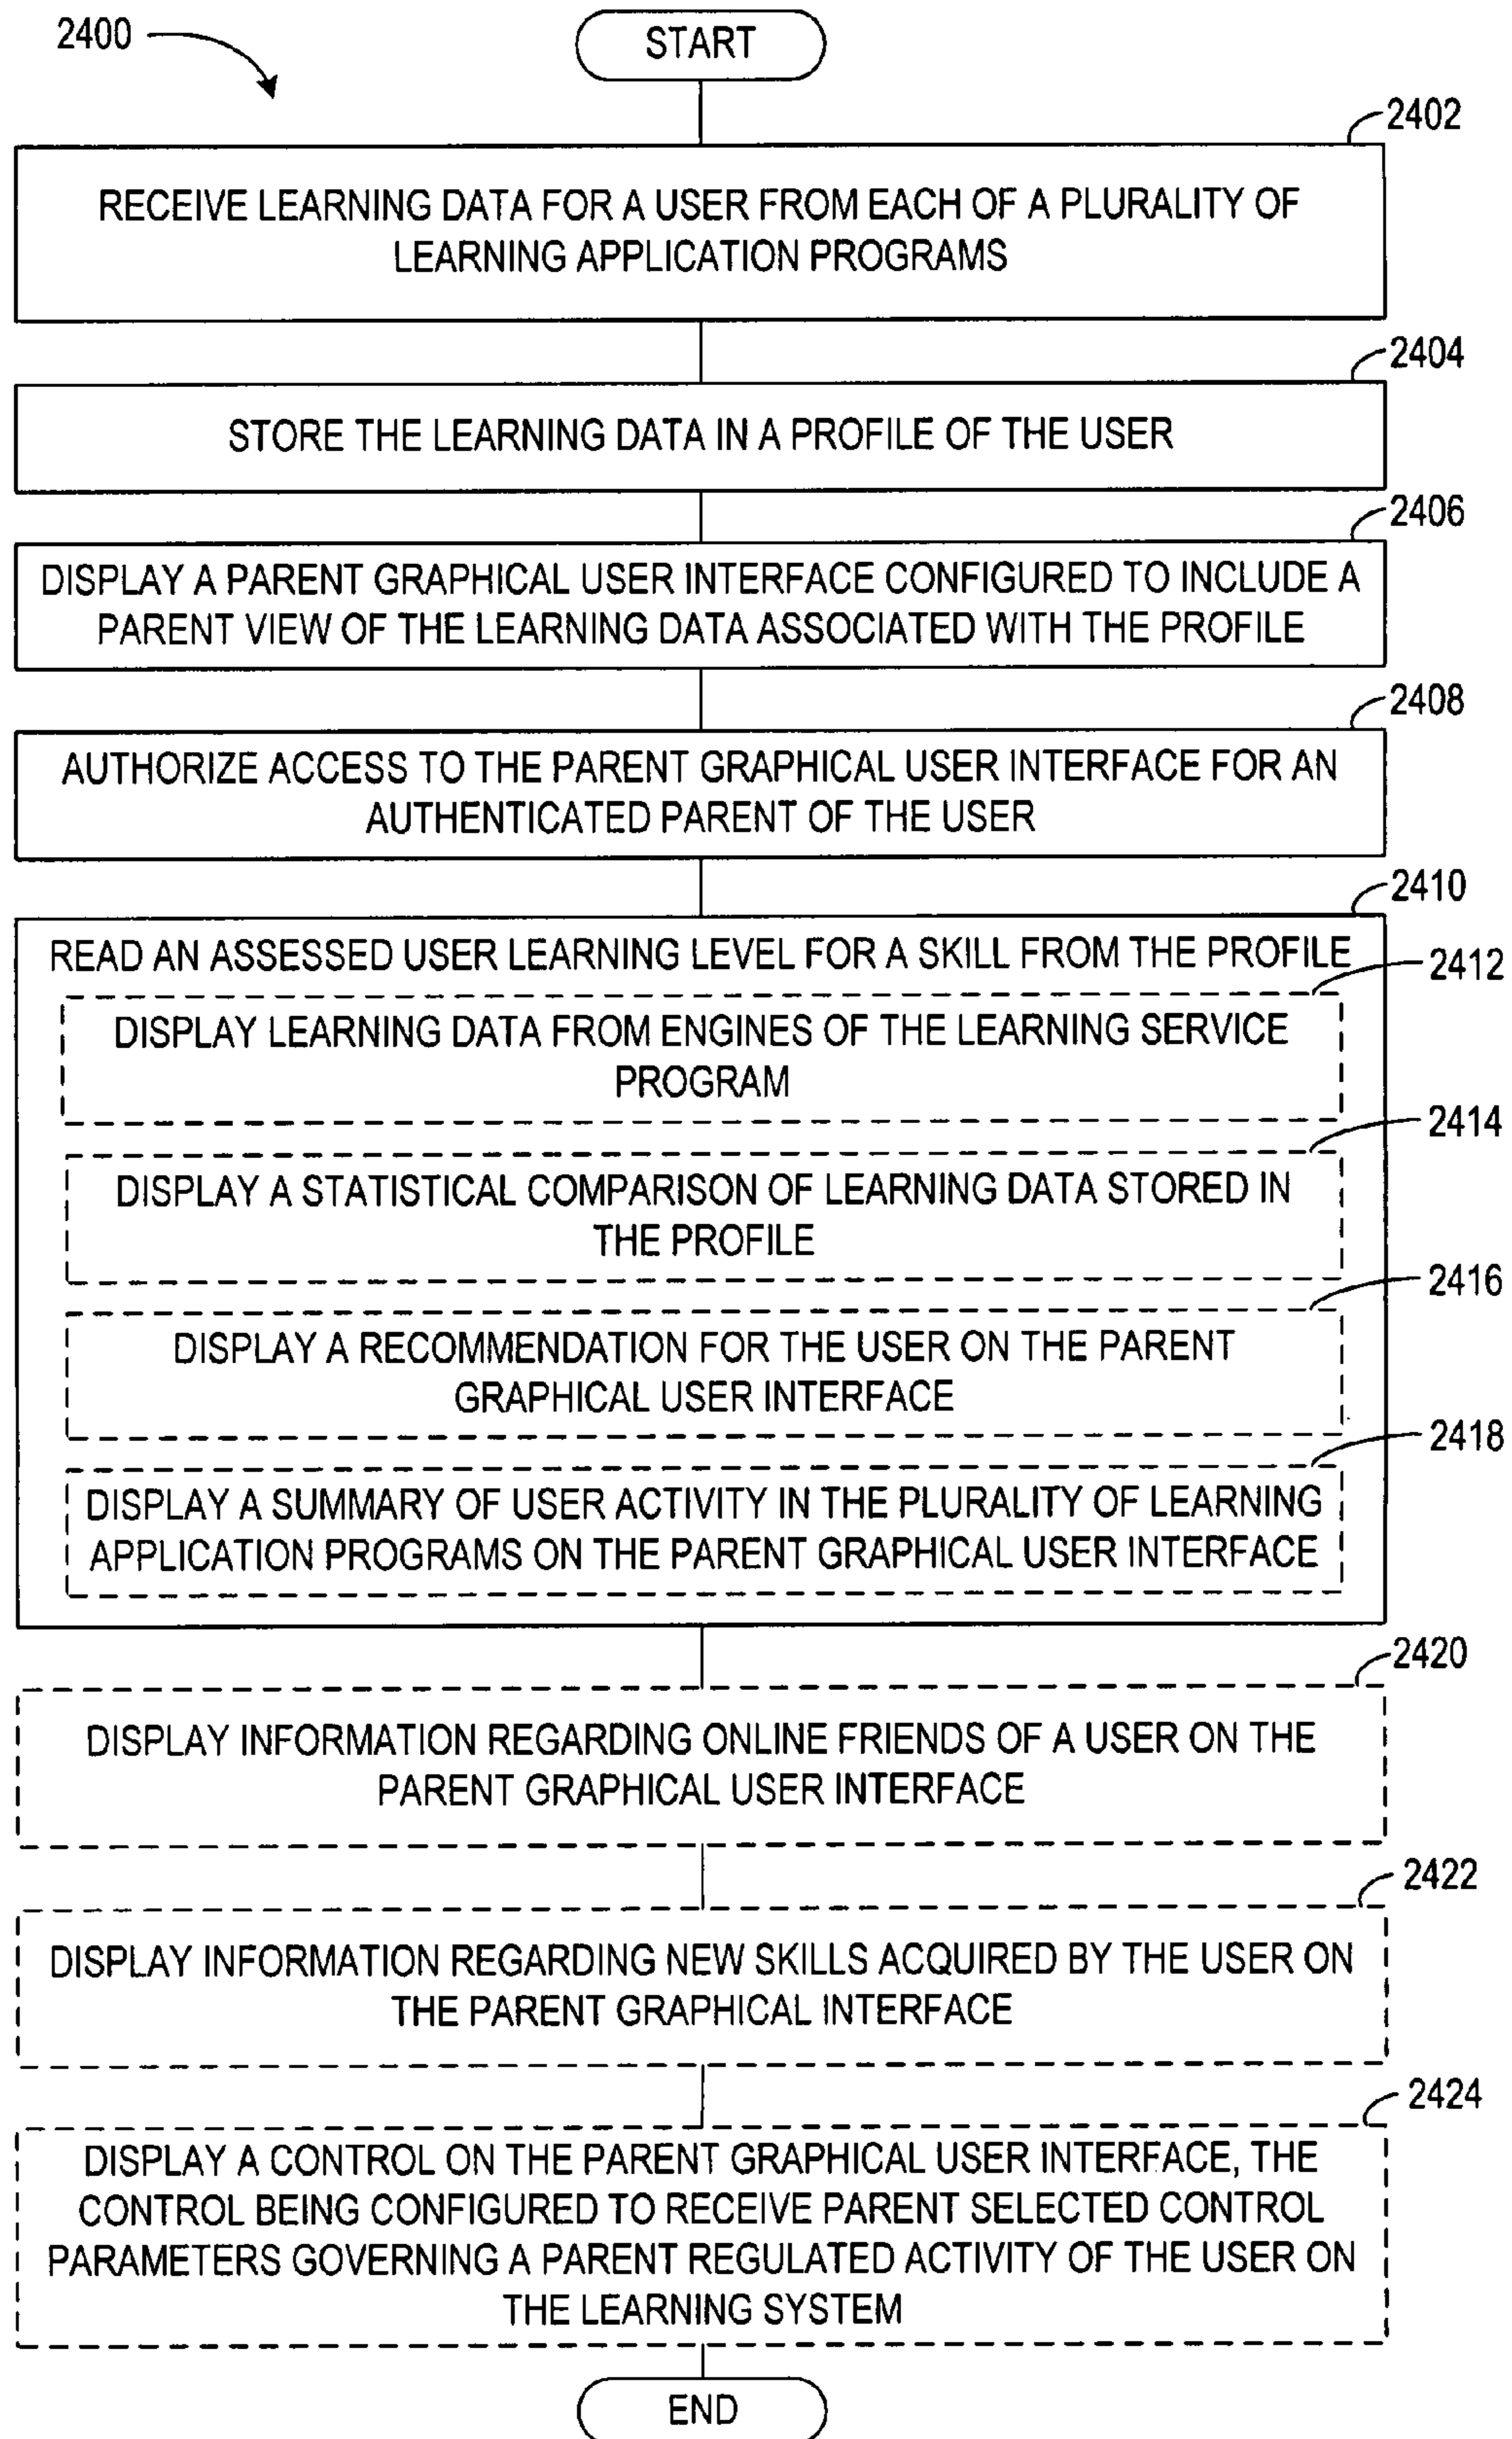 2400
START
2402
RECEIVE LEARNING DATA FOR A USER FROM EACH OF A PLURALITY OF
LEARNING APPLICATION PROGRAMS
2404
STORE THE LEARNING DATA IN A PROFILE OF THE USER
2406
DISPLAY A PARENT GRAPHICAL USER INTERFACE CONFIGURED TO INCLUDE A
PARENT VIEW OF THE LEARNING DATA ASSOCIATED WITH THE PROFILE
2408
AUTHORIZE ACCESS TO THE PARENT GRAPHICAL USER INTERFACE FOR AN
AUTHENTICATED PARENT OF THE USER
2410
READ AN ASSESSED USER LEARNING LEVEL FOR A SKILL FROM THE PROFILE
2412
DISPLAY LEARNING DATA FROM ENGINES OF THE LEARNING SERVICE
PROGRAM
2414
DISPLAY A STATISTICAL COMPARISON OF LEARNING DATA STORED IN
THE PROFILE
2416
DISPLAY A RECOMMENDATION FOR THE USER ON THE PARENT
GRAPHICAL USER INTERFACE
2418
DISPLAY A SUMMARY OF USER ACTIVITY IN THE PLURALITY OF LEARNING
APPLICATION PROGRAMS ON THE PARENT GRAPHICAL USER INTERFACE
2420
DISPLAY INFORMATION REGARDING ONLINE FRIENDS OF A USER ON THE
PARENT GRAPHICAL USER INTERFACE
2422
DISPLAY INFORMATION REGARDING NEW SKILLS ACQUIRED BY THE USER ON
THE PARENT GRAPHICAL INTERFACE
2424
DISPLAY A CONTROL ON THE PARENT GRAPHICAL USER INTERFACE, THE
CONTROL BEING CONFIGURED TO RECEIVE PARENT SELECTED CONTROL
PARAMETERS GOVERNING A PARENT REGULATED ACTIVITY OF THE USER ON
THE LEARNING SYSTEM
END